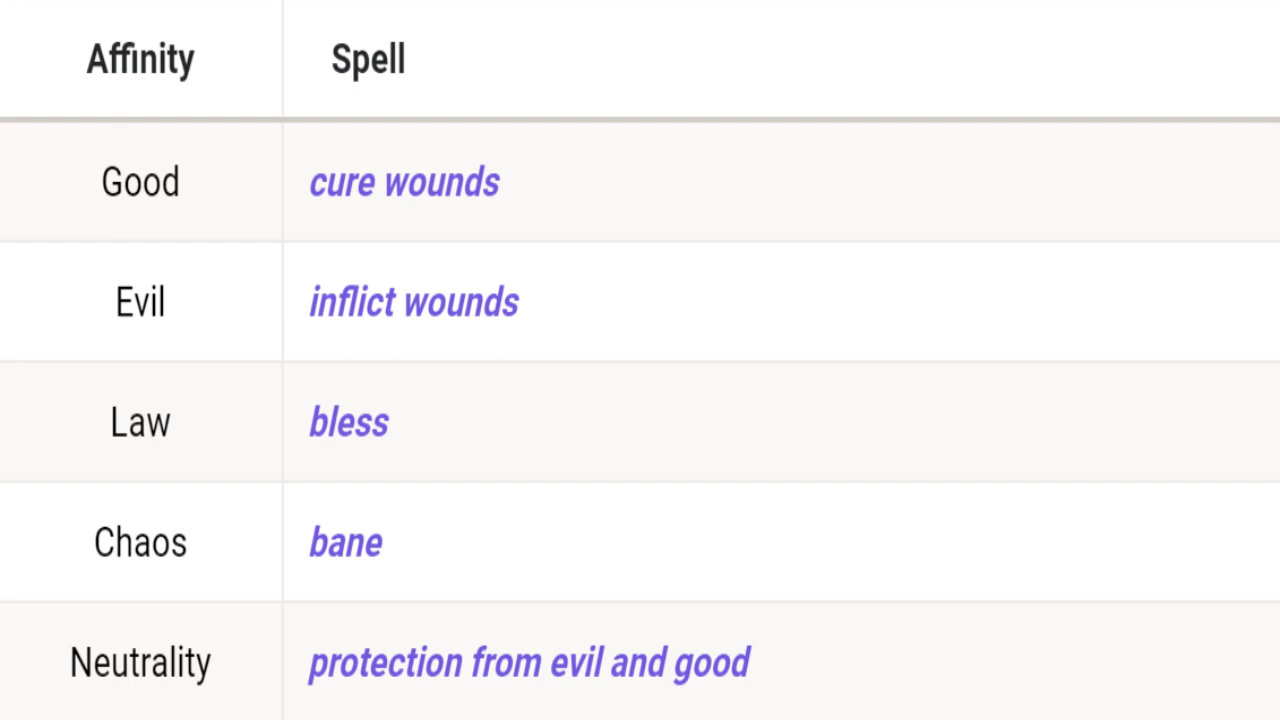 Affinity Spell
Good cure wounds
Evil inflict wounds
Law bless
Chaos bane
Neutrality protection from evil and good